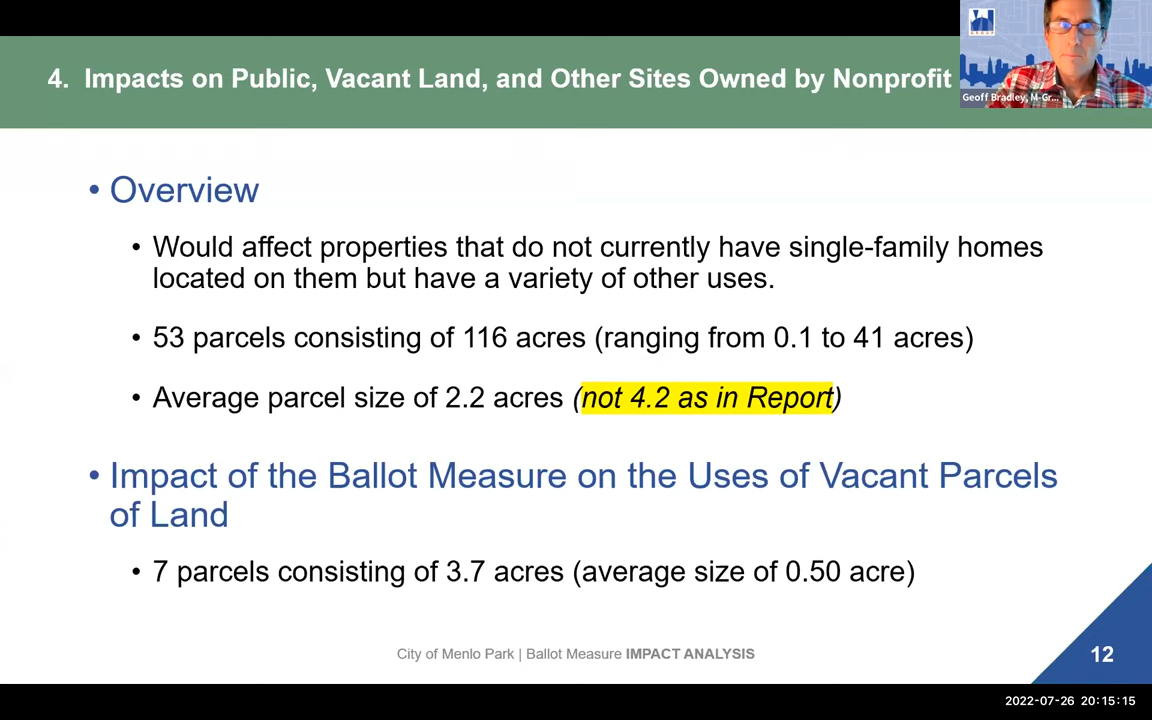 4. Impacts on Public, Vacant Land, and Other Sites Owned by Nonprofit
Geoff Bradley, M-Gr...
• Overview
• Would affect properties that do not currently have single-family homes
located on them but have a variety of other uses.
• 53 parcels consisting of 116 acres (ranging from 0.1 to 41 acres)
• Average parcel size of 2.2 acres (not 4.2 as in Report)
• Impact of the Ballot Measure on the Uses of Vacant Parcels
of Land
• 7 parcels consisting of 3.7 acres (average size of 0.50 acre)
City of Menlo Park | Ballot Measure IMPACT ANALYSIS
12
2022-07-26 20:15:15